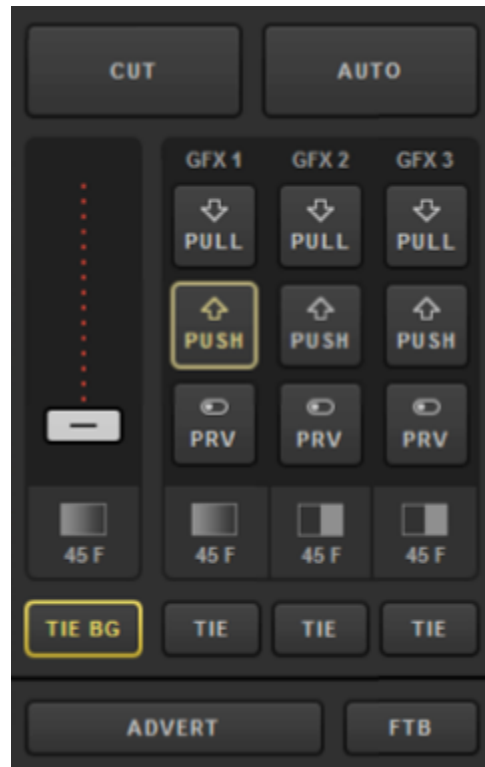 CUT AUTO
GFX 1 GFX 2 GFX 3
PULL PULL PULL
PUSH PUSH PUSH
PRV PRV PRV
45 F 45 F 45 F 45 F
TIE BG TIE TIE TIE
ADVERT FTB